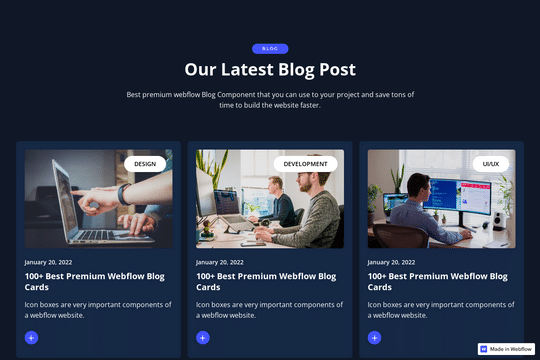 BLOG
Our Latest Blog Post
Best premium webflow Blog Component that you can use to your project and save tons of
time to build the website faster.
DESIGN
January 20, 2022
100+ Best Premium Webflow Blog
Cards
Icon boxes are very important components of
a webflow website.
+
DEVELOPMENT
January 20, 2022
100+ Best Premium Webflow Blog
Cards
Icon boxes are very important components of
a webflow website.
+
UI/UX
January 20, 2022
100+ Best Premium Webflow Blog
Cards
Icon boxes are very important components of
a webflow website.
+
Made in Webflow